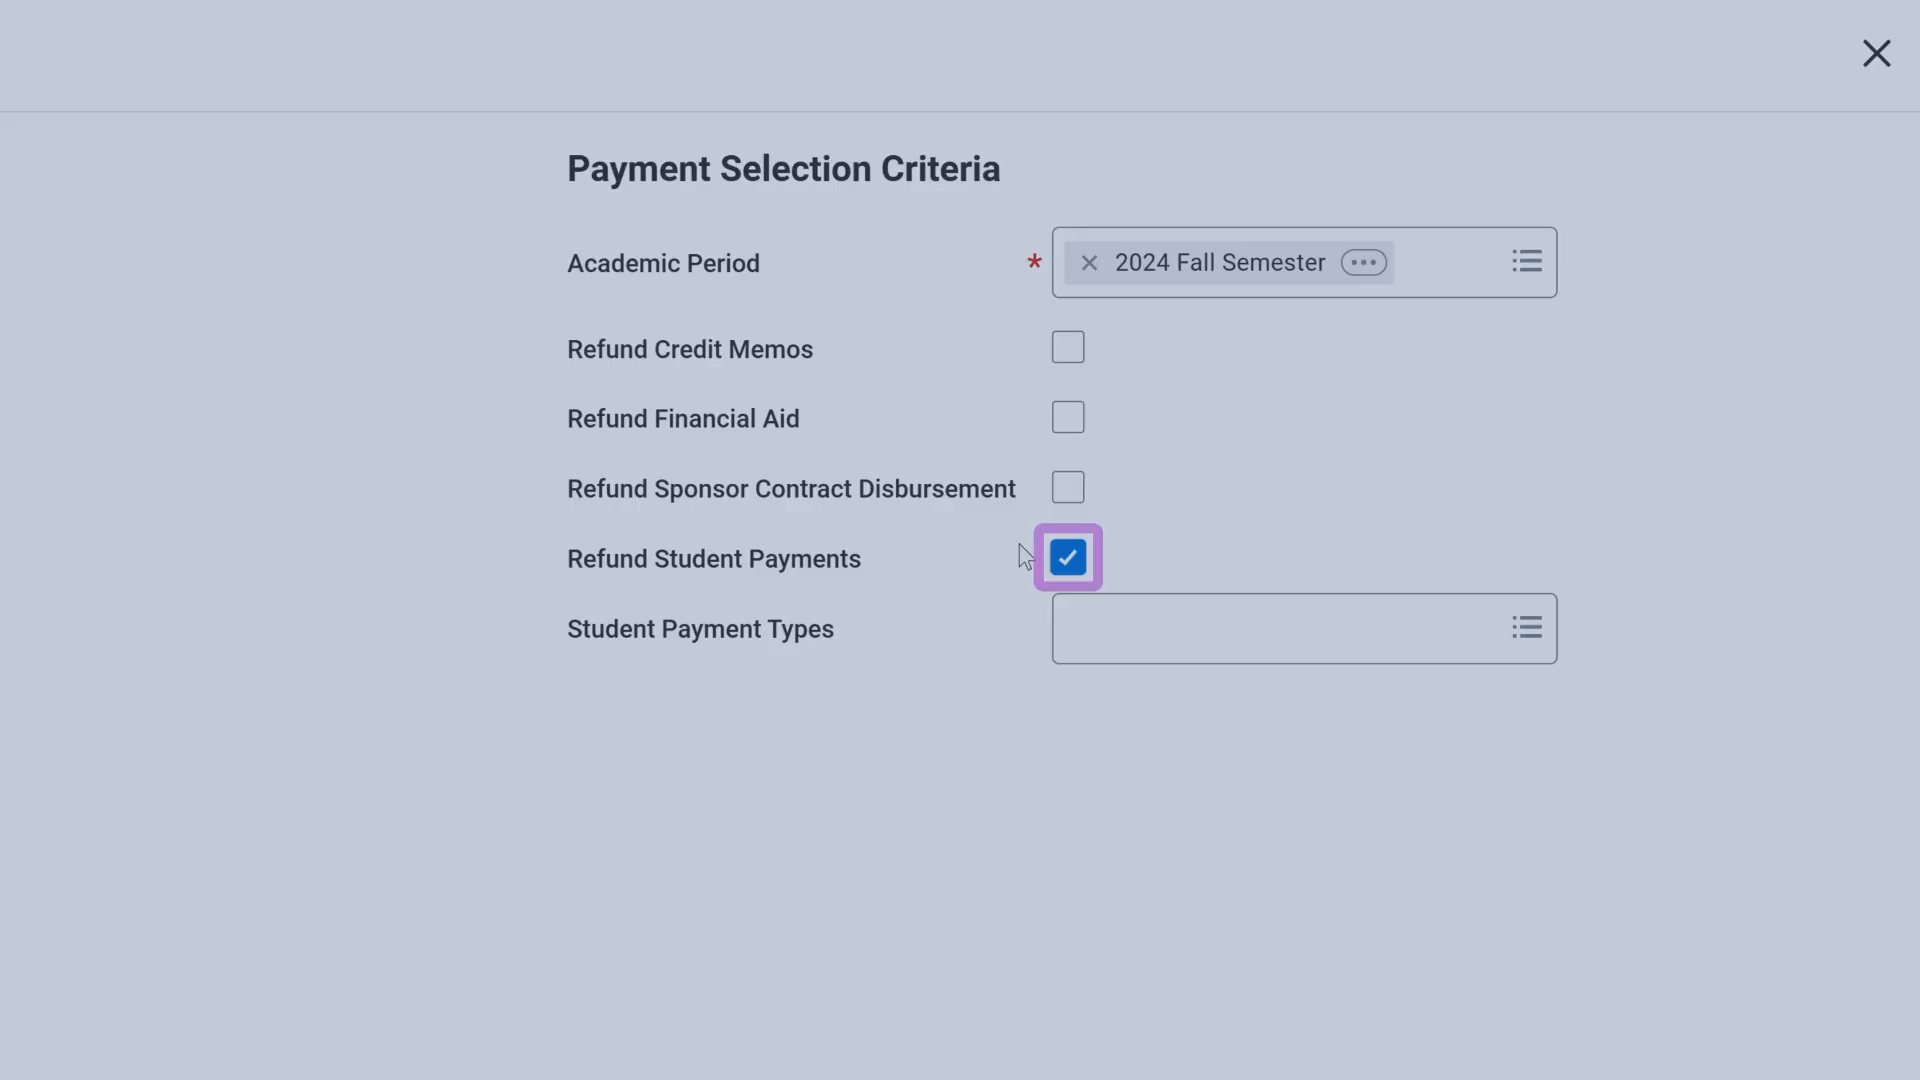 Payment Selection Criteria
Academic Period * 2024 Fall Semester
Refund Credit Memos
Refund Financial Aid
Refund Sponsor Contract Disbursement
Refund Student Payments
Student Payment Types